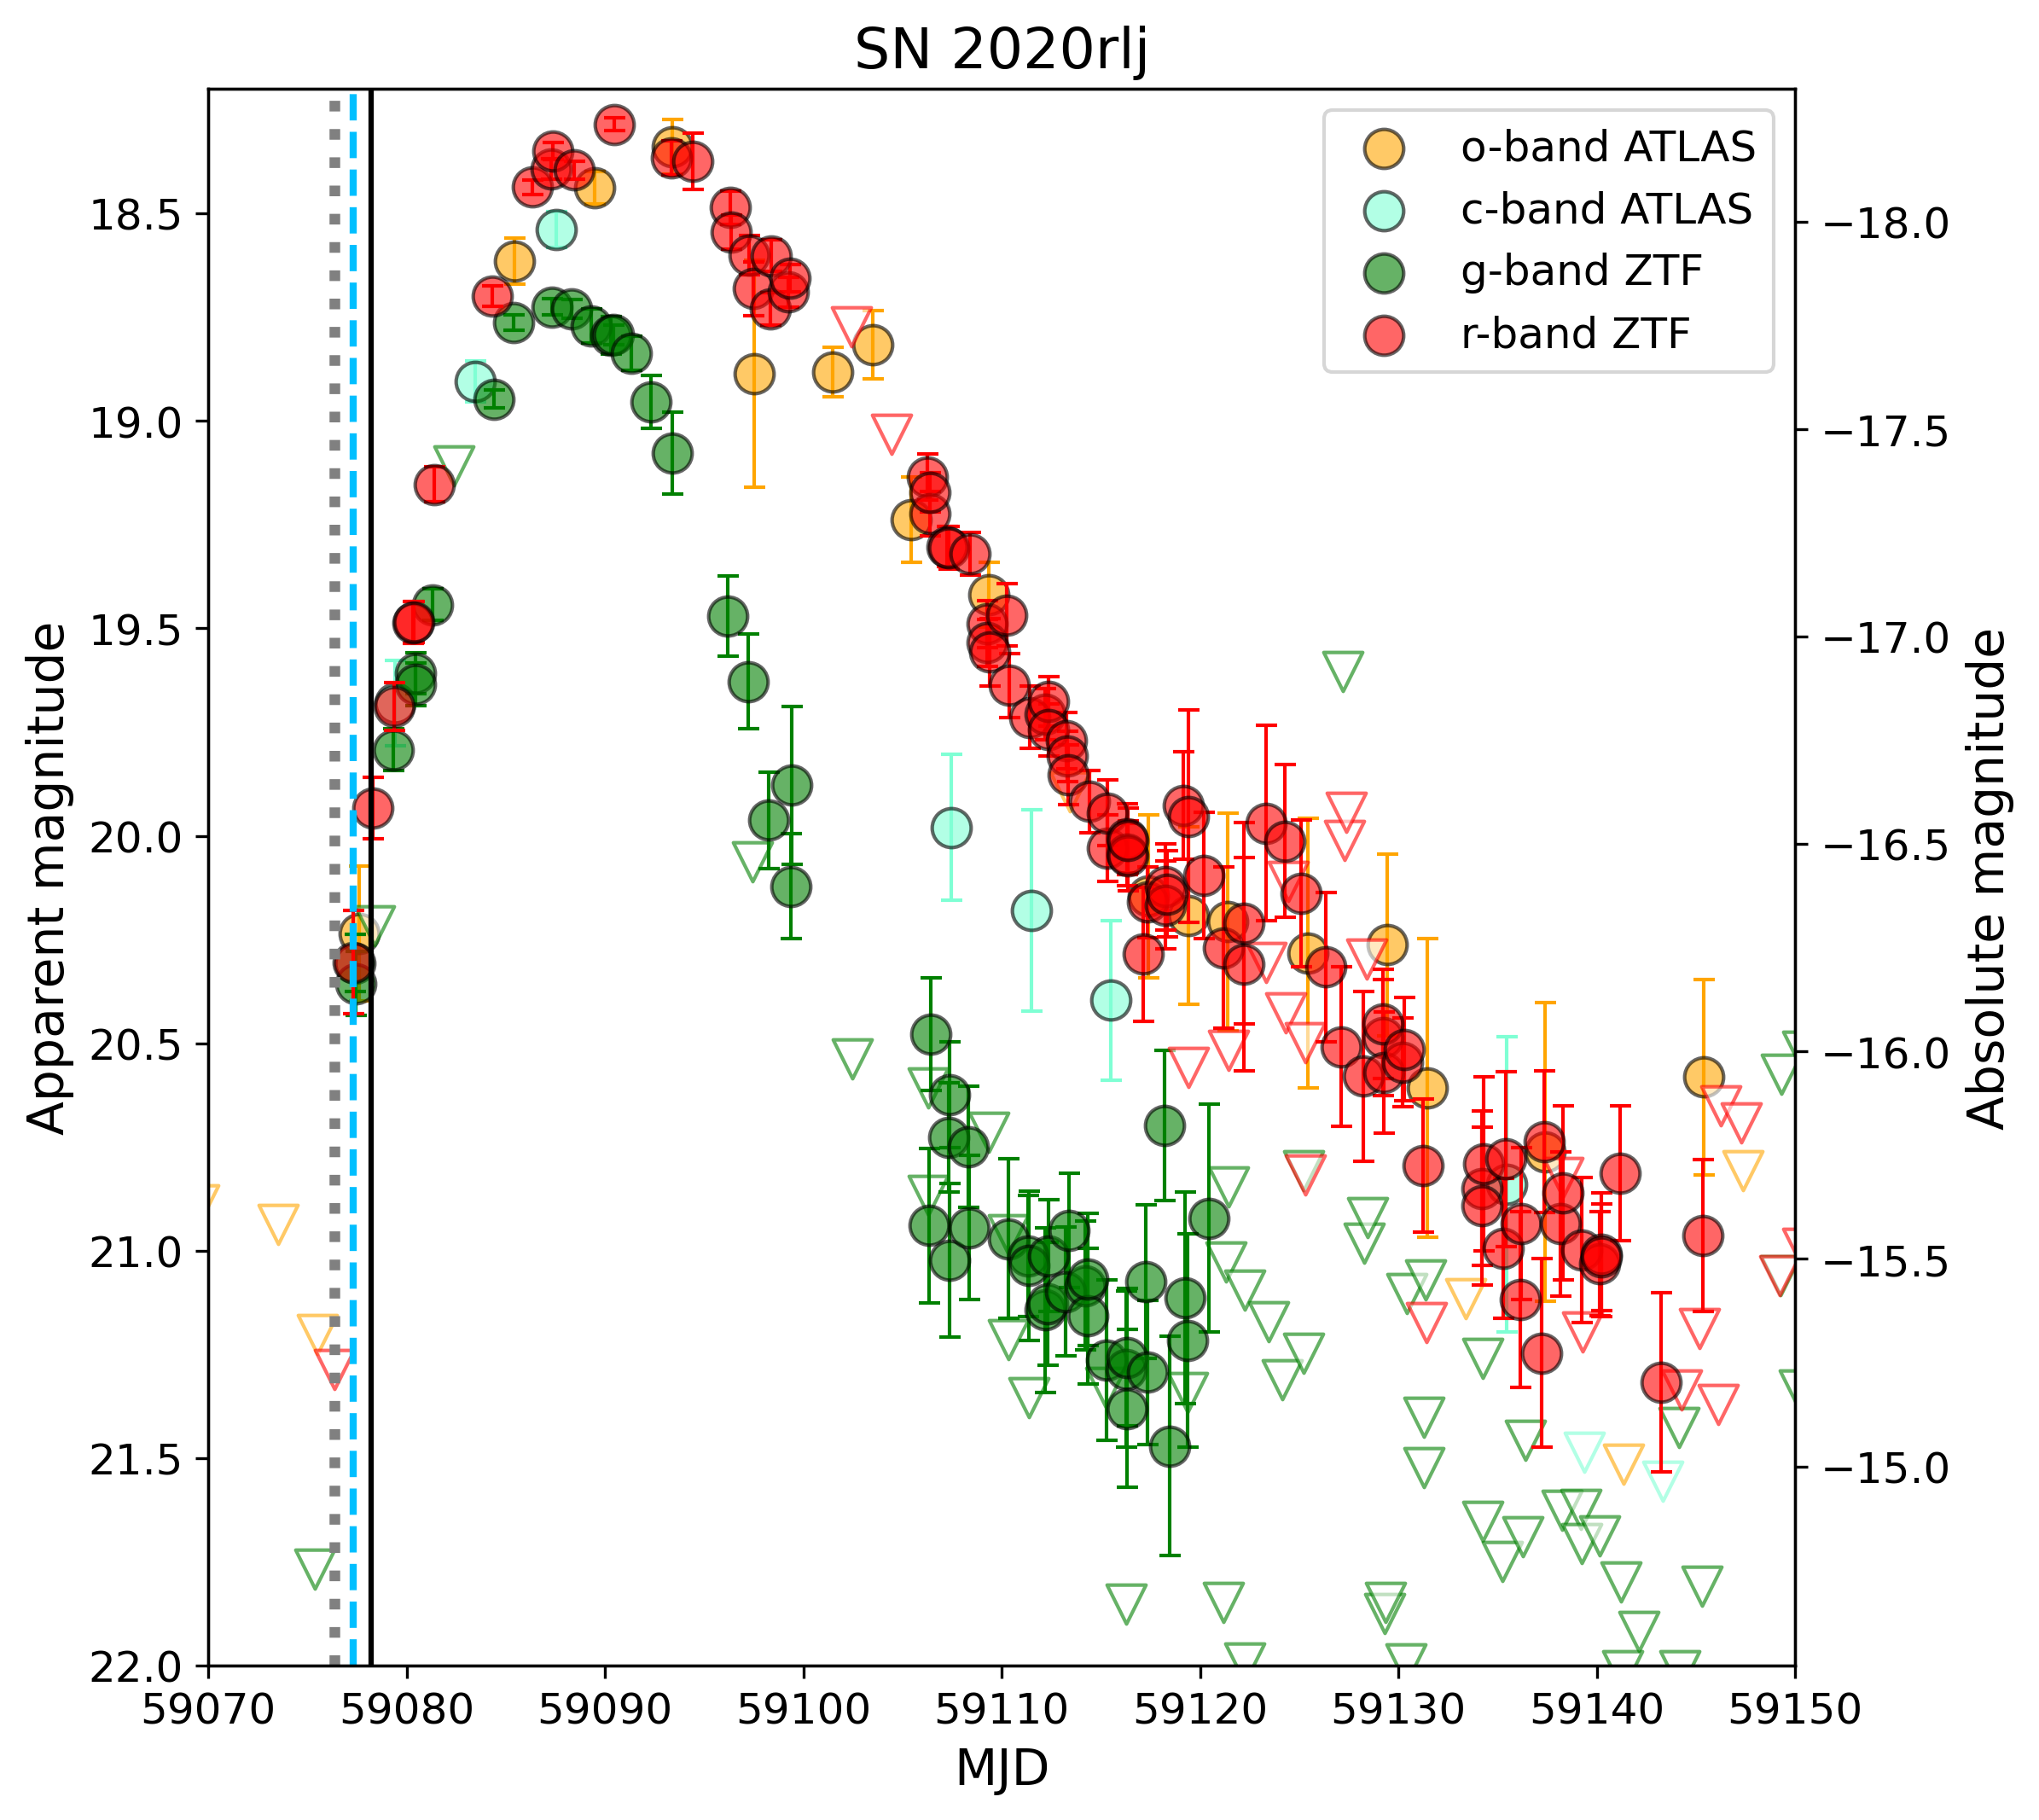 SN 2020rlj
o-band ATLAS
c-band ATLAS
g-band ZTF
r-band ZTF
Apparent magnitude
18.5
19.0
19.5
20.0
20.5
21.0
21.5
22.0
−18.0
−17.5
−17.0
−16.5
−16.0
−15.5
−15.0
Absolute magnitude
59070 59080 59090 59100 59110 59120 59130 59140 59150
MJD